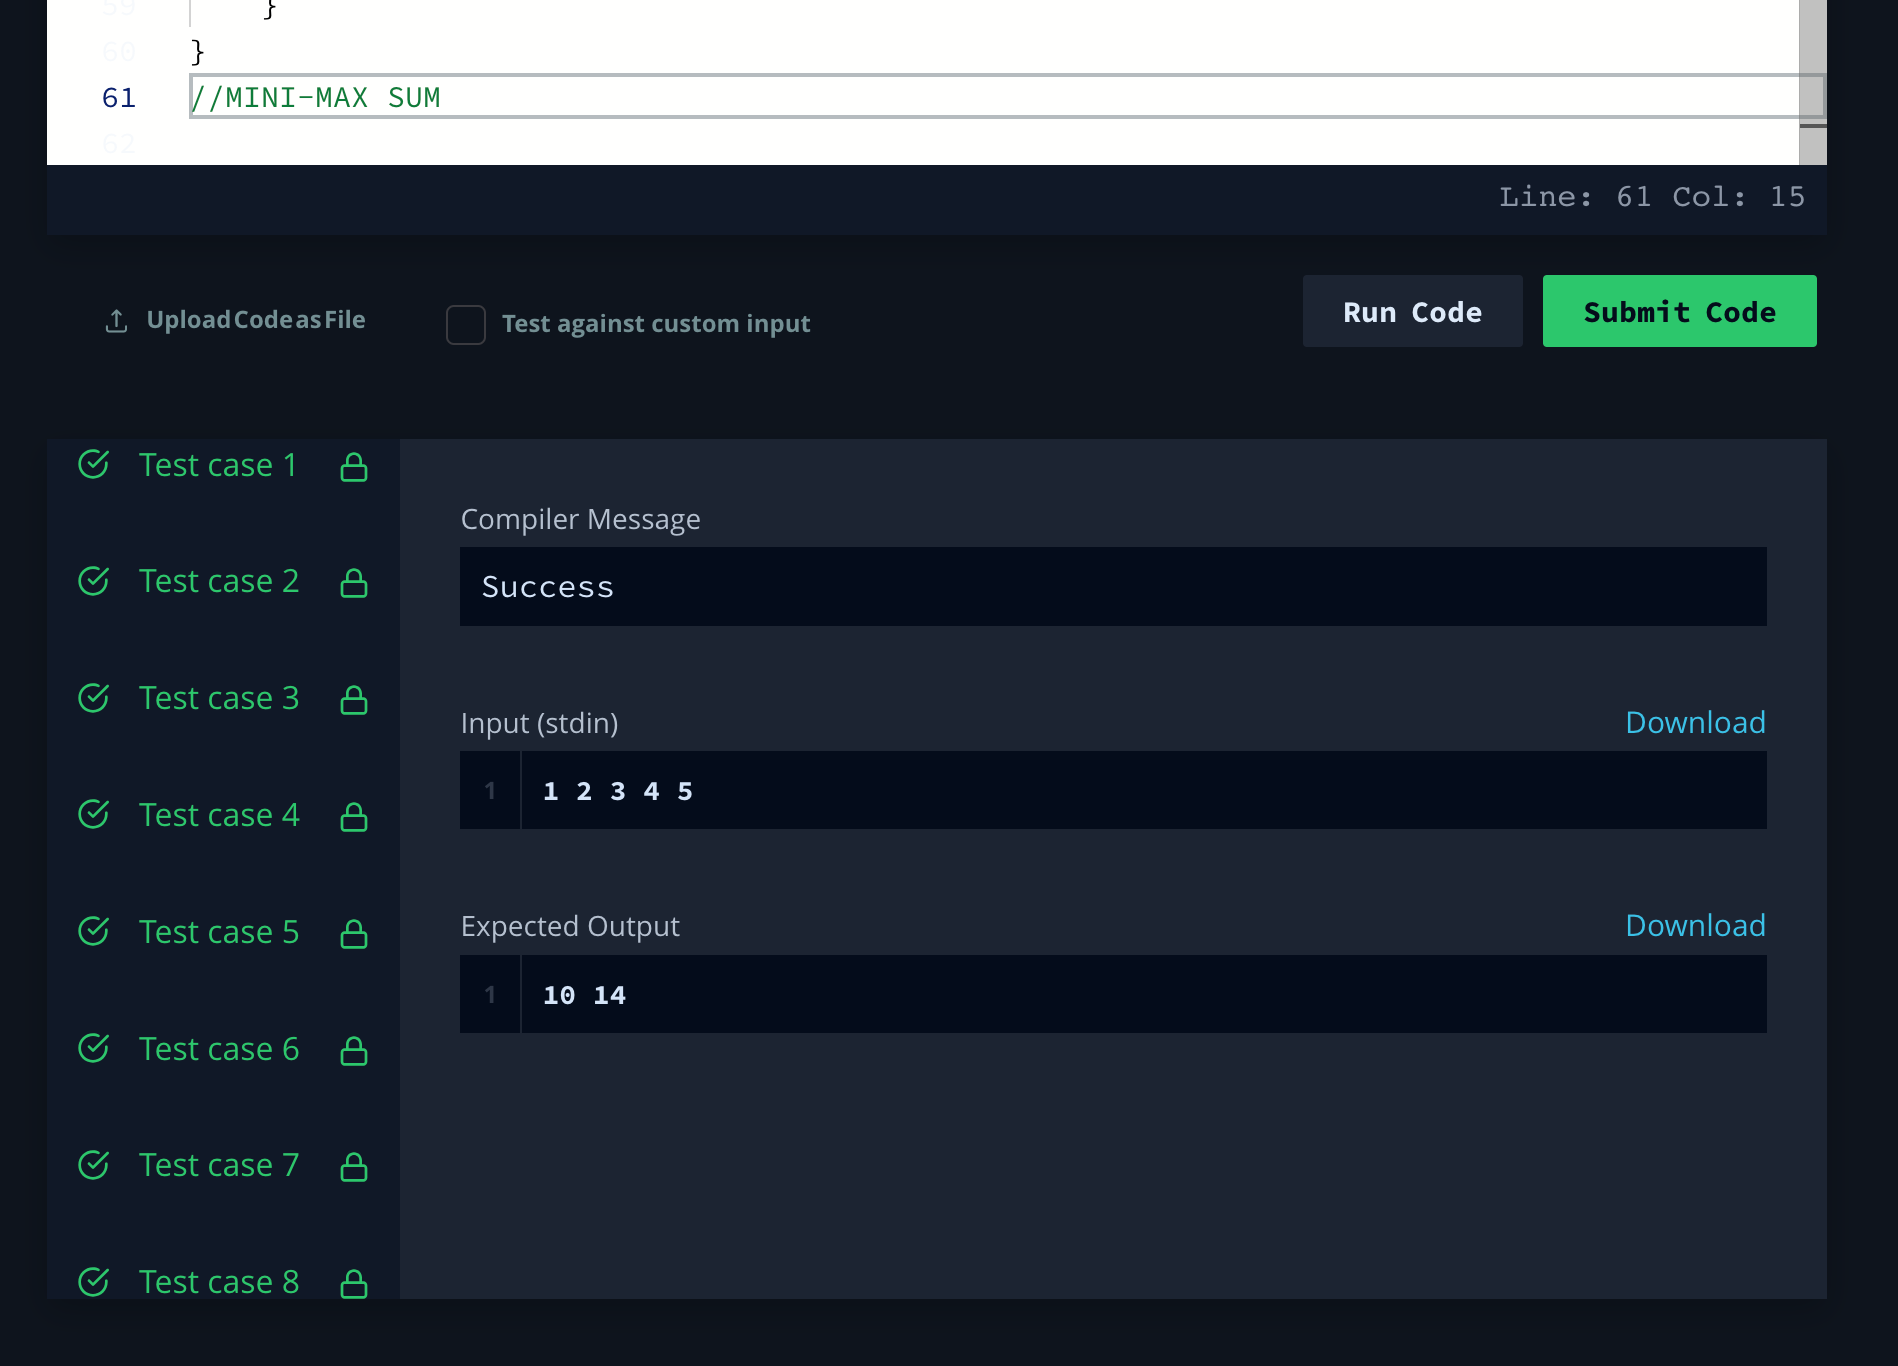 59 }
60 }
61 //MINI-MAX SUM
62
Line: 61 Col: 15
Upload Code as File
Test against custom input
Run Code
Submit Code
Test case 1
Test case 2
Test case 3
Test case 4
Test case 5
Test case 6
Test case 7
Test case 8
Compiler Message
Success
Input (stdin)
Download
1 1 2 3 4 5
Expected Output
Download
1 10 14